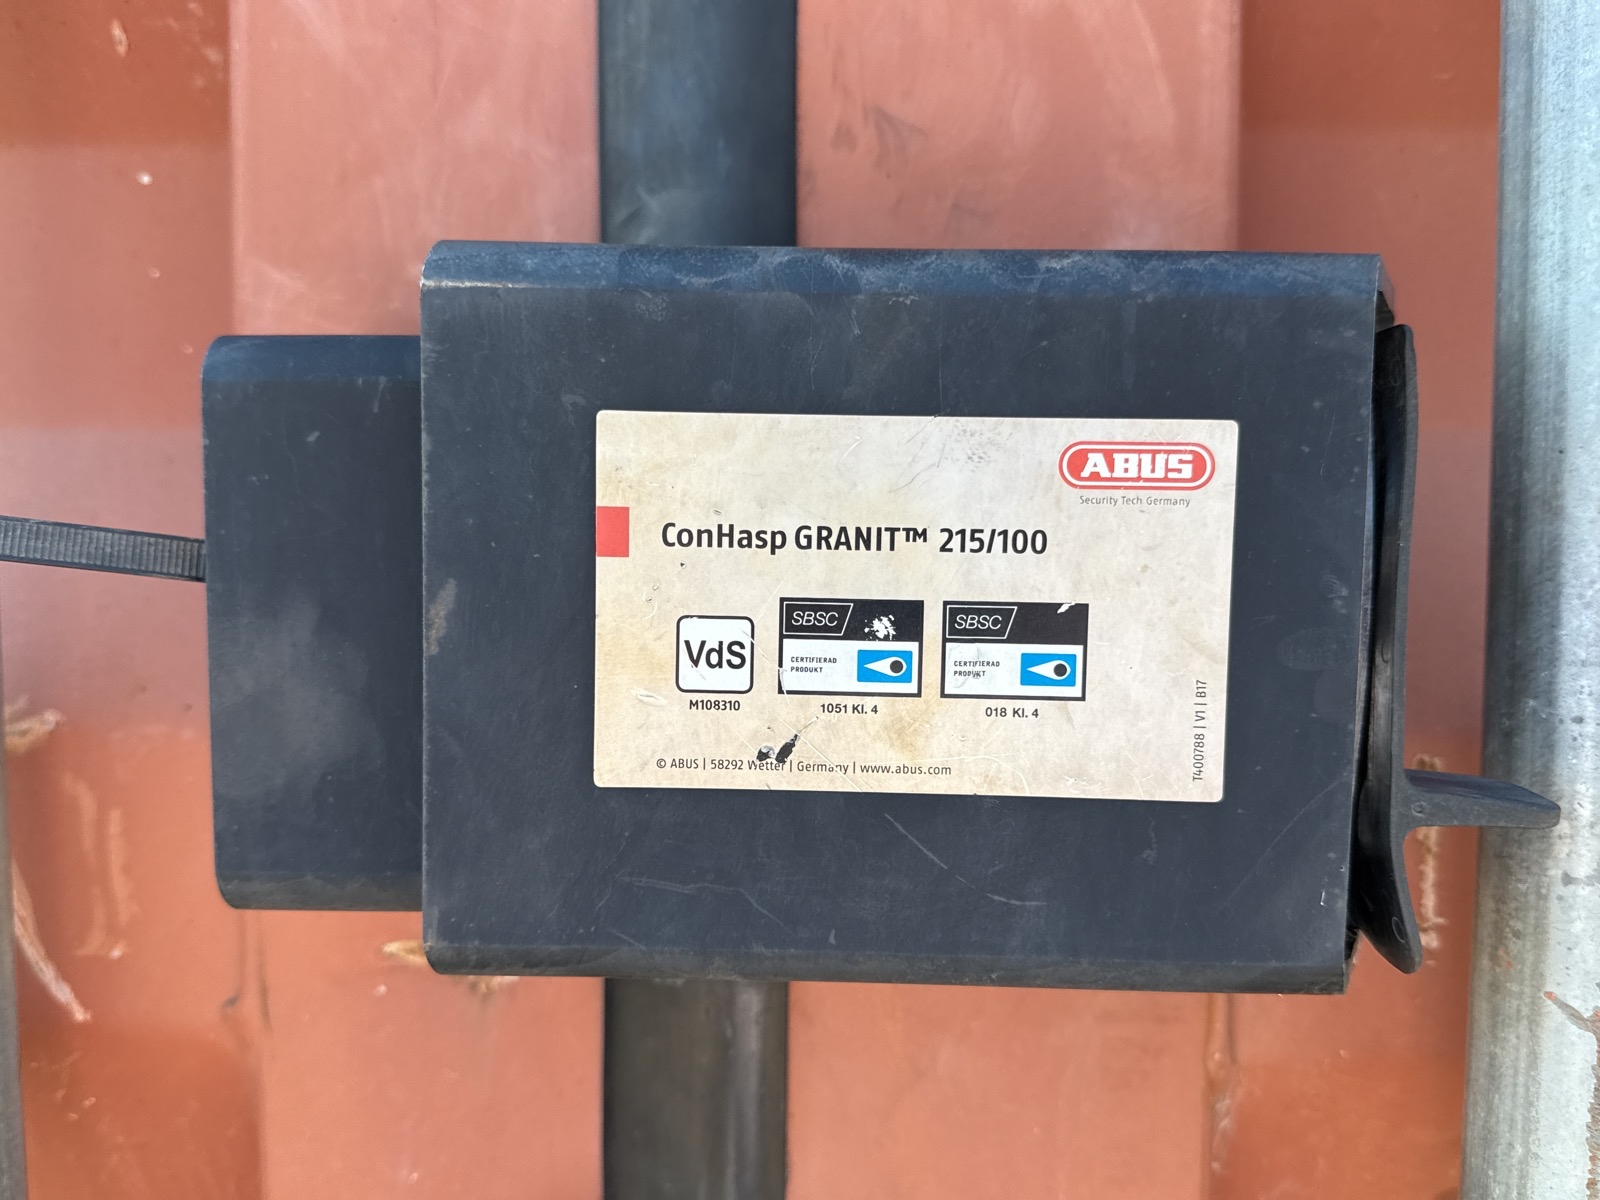 ABUS
Security Tech Germany
ConHasp GRANIT™ 215/100
VdS
M108310
SBSC
CERTIFIERAD
PRODUKT
1051 Kl. 4
SBSC
CERTIFIERAD
PRODUKT
018 Kl. 4
© ABUS | 58292 Wetter | Germany | www.abus.com
T400788 | V1 | B17